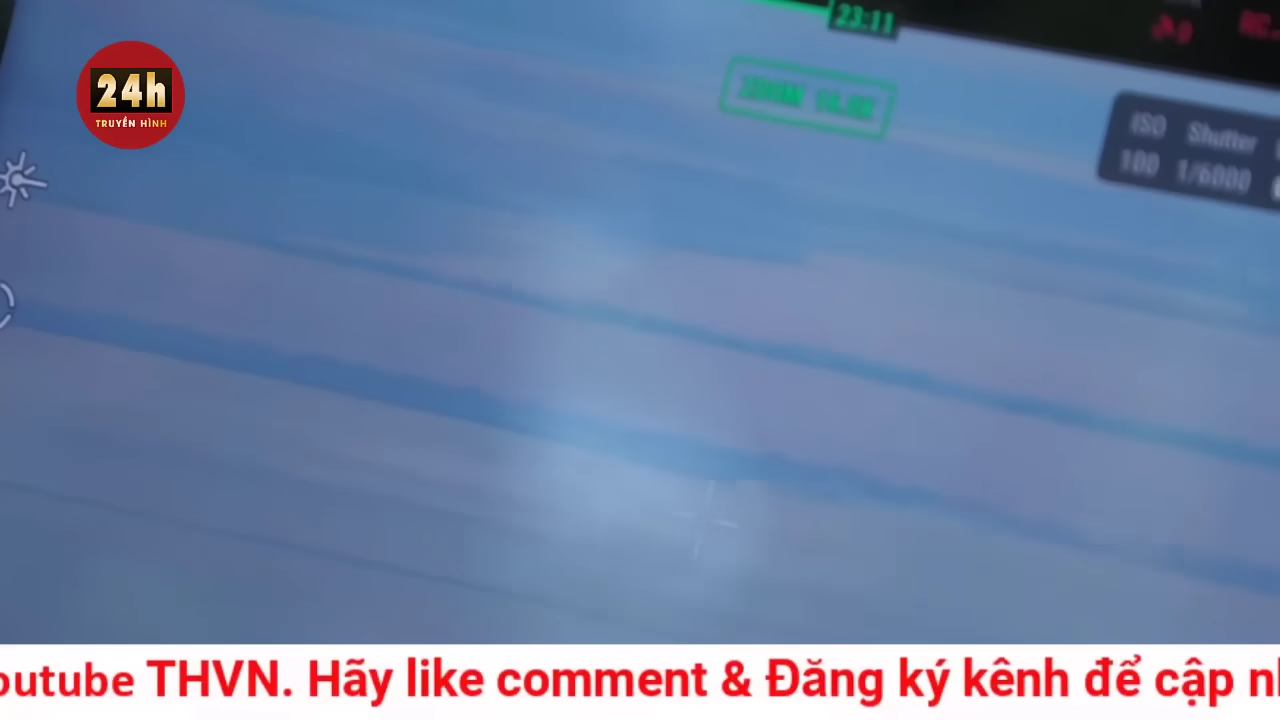 23:11
24h
TRUYỀN HÌNH
ISO Shutter
100 1/6000
outube THVN. Hãy like comment & Đăng ký kênh để cập